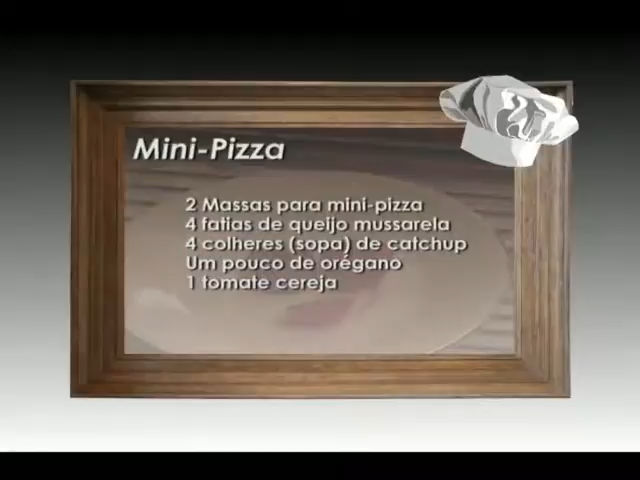 Mini-Pizza
2 Massas para mini-pizza
4 fatias de queijo mussarela
4 colheres (sopa) de catchup
Um pouco de orégano
1 tomate cereja